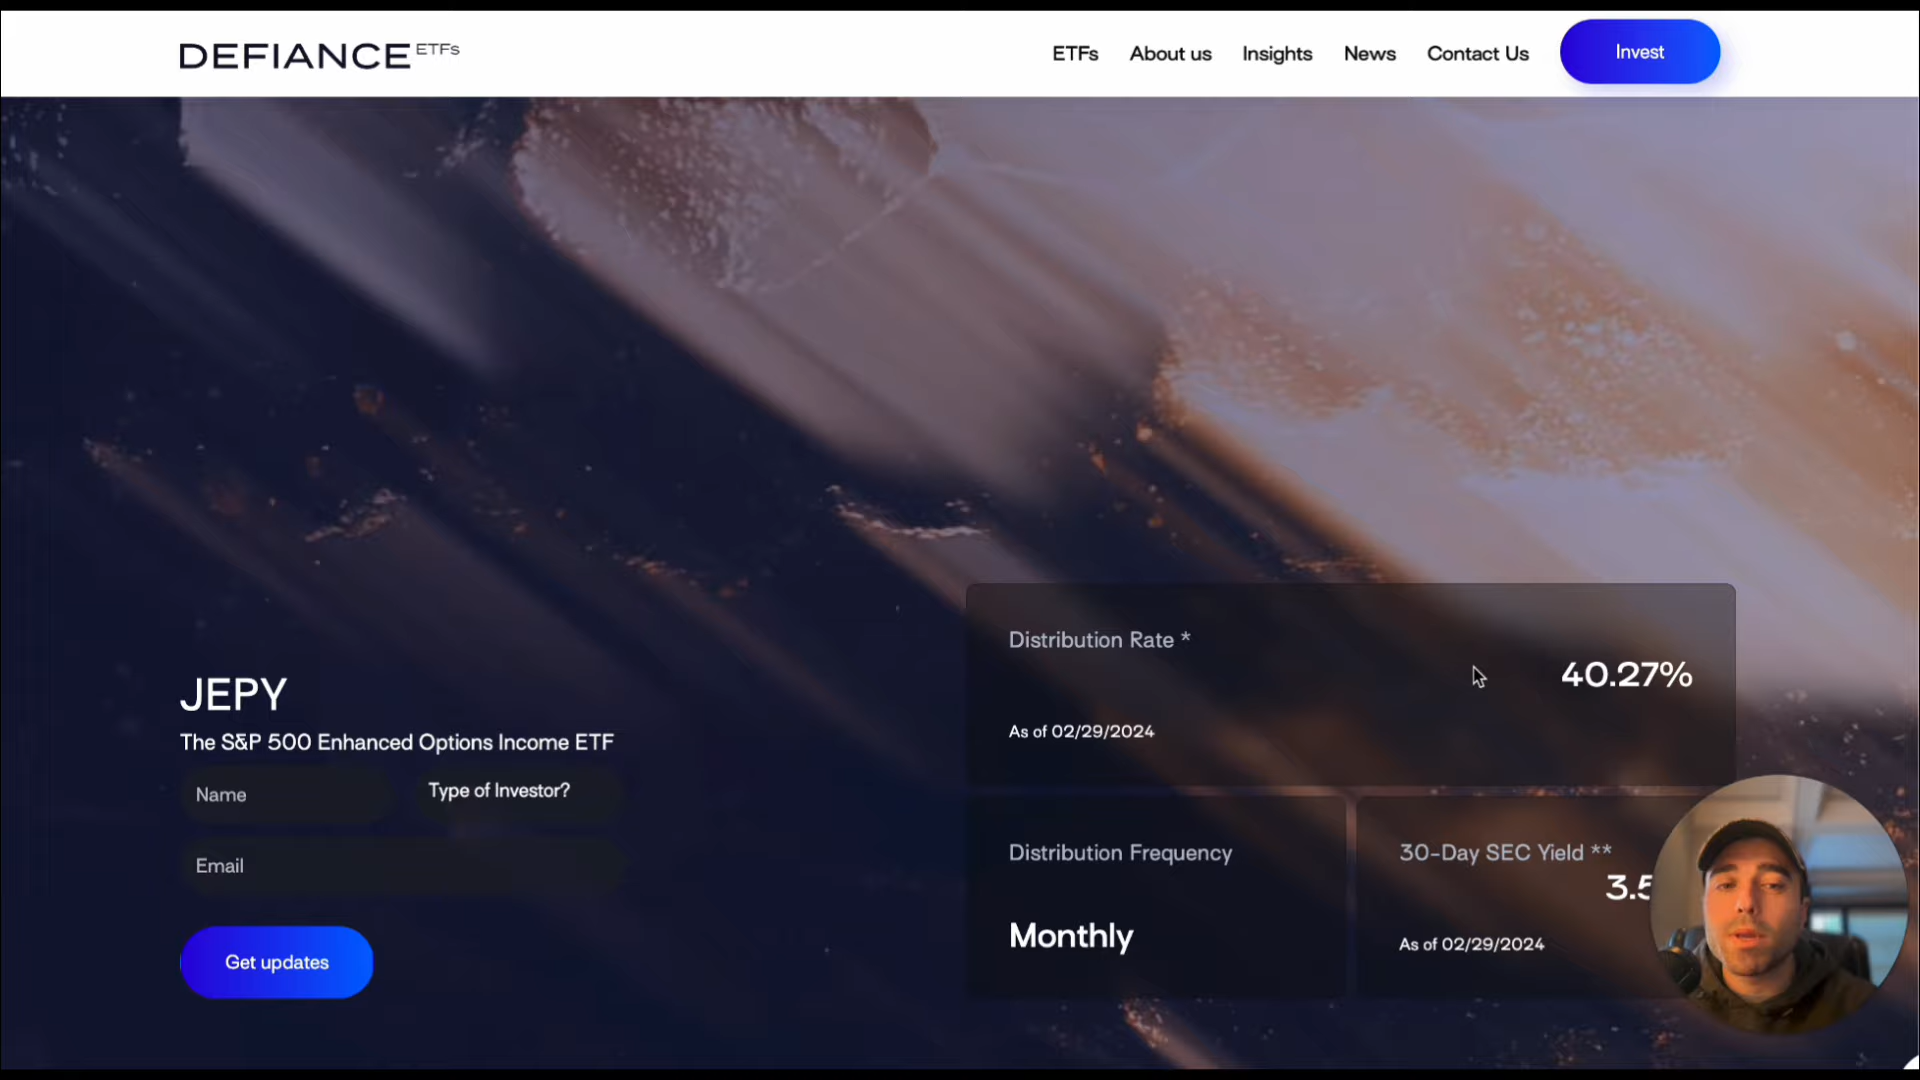 DEFIANCE ETFs
ETFs
About us
Insights
News
Contact Us
Invest
JEPY
The S&P 500 Enhanced Options Income ETF
Name
Type of Investor?
Email
Get updates
Distribution Rate *
40.27%
As of 02/29/2024
Distribution Frequency
Monthly
30-Day SEC Yield **
3.5
As of 02/29/2024